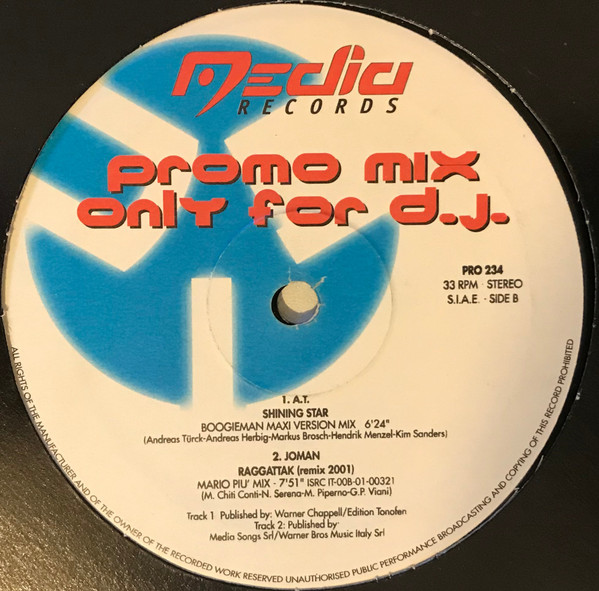 Media
RECORDS
promo mix
only for d.j.
PRO 234
33 RPM · STEREO
S.I.A.E. - SIDE B
1. A.T.
SHINING STAR
BOOGIEMAN MAXI VERSION MIX 6'24"
(Andreas Türck-Andreas Herbig-Markus Brosch-Hendrik Menzel-Kim Sanders)
2. JOMAN
RAGGATTAK (remix 2001)
MARIO PIU' MIX - 7'51" ISRC IT-00B-01-00321
(M. Chiti Conti-N. Serena-M. Piperno-G.P. Viani)
Track 1 Published by: Warner Chappell/Edition Tonofen
Track 2: Published by:
Media Songs Srl/Warner Bros Music Italy Srl
ALL RIGHTS OF THE MANUFACTURER AND OF THE OWNER OF THE RECORDED WORK RESERVED UNAUTHORISED PUBLIC PERFORMANCE BROADCASTING AND COPYING OF THIS RECORD PROHIBITED